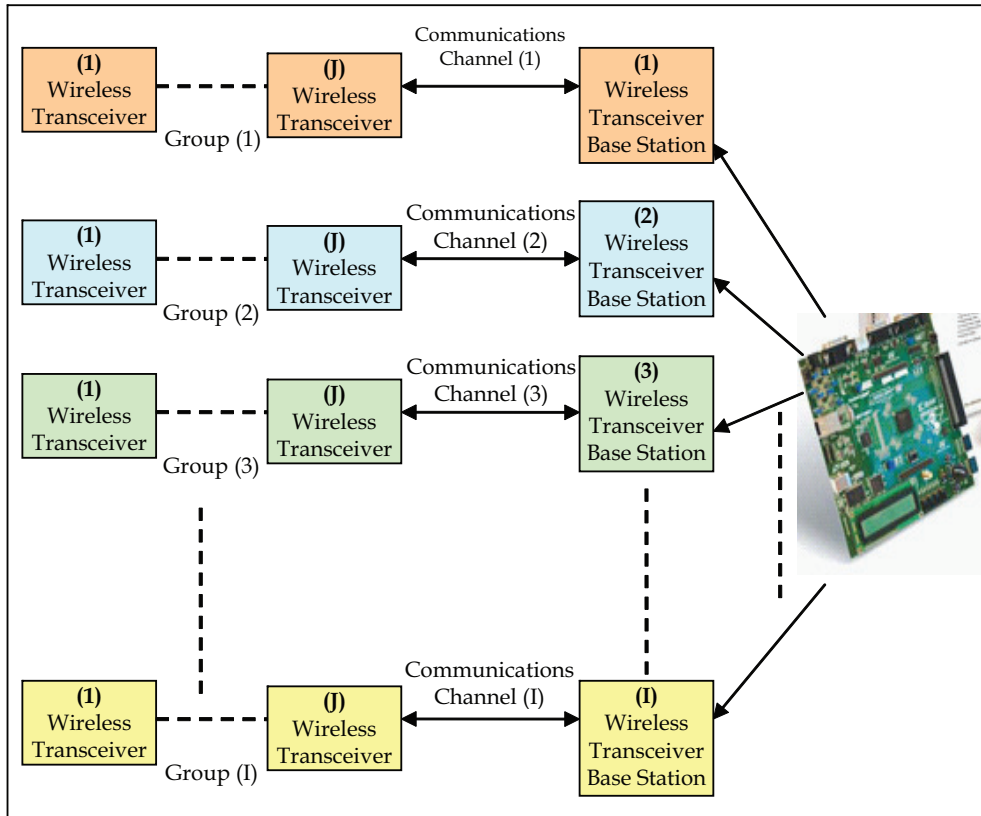 (1)
Wireless
Transceiver
Group (1)
(J)
Wireless
Transceiver
Communications
Channel (1)
(1)
Wireless
Transceiver
Base Station
(1)
Wireless
Transceiver
Group (2)
(J)
Wireless
Transceiver
Communications
Channel (2)
(2)
Wireless
Transceiver
Base Station
(1)
Wireless
Transceiver
Group (3)
(J)
Wireless
Transceiver
Communications
Channel (3)
(3)
Wireless
Transceiver
Base Station
(1)
Wireless
Transceiver
Group (I)
(J)
Wireless
Transceiver
Communications
Channel (I)
(I)
Wireless
Transceiver
Base Station